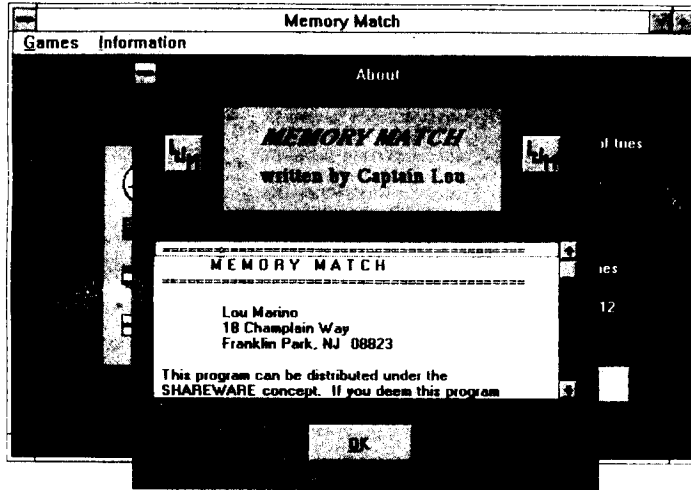 Memory Match
Games Information
About
MEMORY MATCH
written by Captain Lou
of tries
==============================================
MEMORY MATCH
==============================================
Lou Marino
18 Champlain Way
Franklin Park, NJ 08823
12
This program can be distributed under the
SHAREWARE concept. If you deem this program
OK